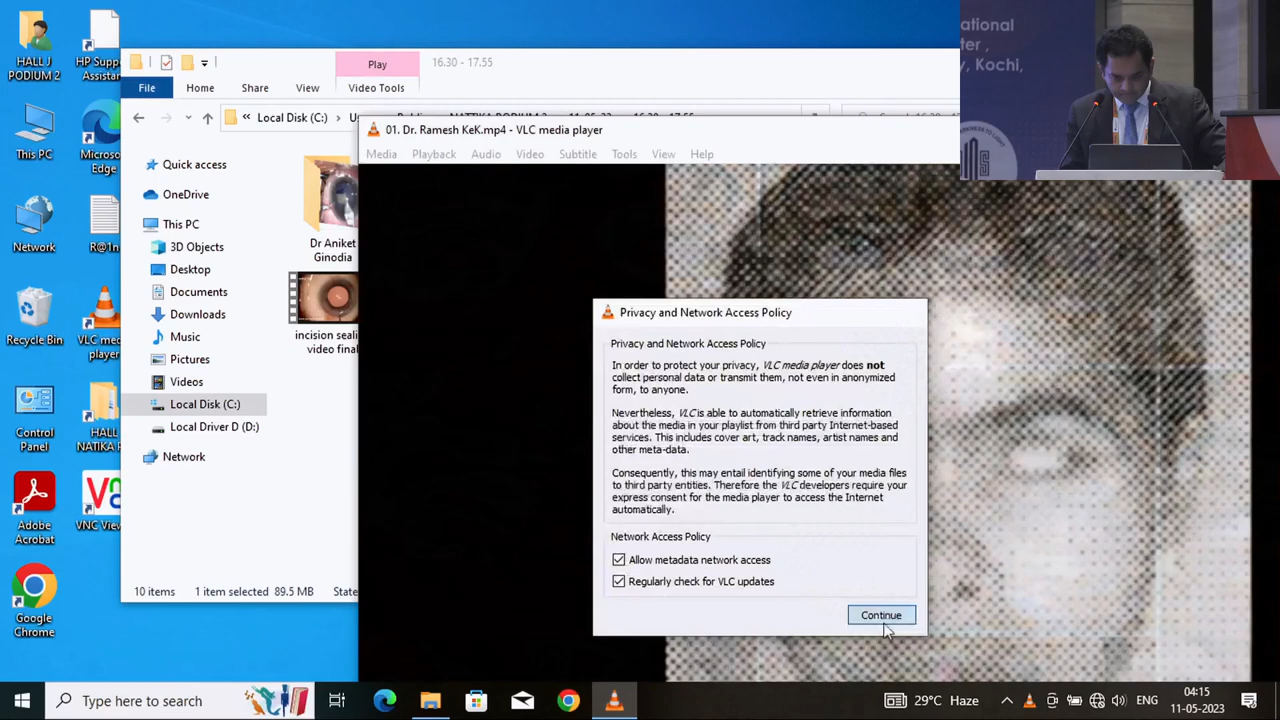 HALL J
PODIUM 2
HP Supp
Assistan
This PC
Microso
Edge
Network
R@1n
Recycle Bin
VLC me
player
Control
Panel
HALL
NATIKA R
Adobe
Acrobat
VNC View
Google
Chrome
Play
16.30 - 17.55
File
Home
Share
View
Video Tools
Local Disk (C:)
Quick access
OneDrive
This PC
3D Objects
Desktop
Documents
Downloads
Music
Pictures
Videos
Local Disk (C:)
Local Driver D (D:)
Network
Dr Aniket
Ginodia
incision seali
video final
10 items
1 item selected
89.5 MB
State
01. Dr. Ramesh KeK.mp4 - VLC media player
Media
Playback
Audio
Video
Subtitle
Tools
View
Help
Privacy and Network Access Policy
Privacy and Network Access Policy
In order to protect your privacy, VLC media player does not
collect personal data or transmit them, not even in anonymized
form, to anyone.
Nevertheless, VLC is able to automatically retrieve information
about the media in your playlist from third party Internet-based
services. This includes cover art, track names, artist names and
other meta-data.
Consequently, this may entail identifying some of your media files
to third party entities. Therefore the VLC developers require your
express consent for the media player to access the Internet
automatically.
Network Access Policy
Allow metadata network access
Regularly check for VLC updates
Continue
ational
ter ,
y, Kochi,
Type here to search
29°C Haze
ENG
04:15
11-05-2023